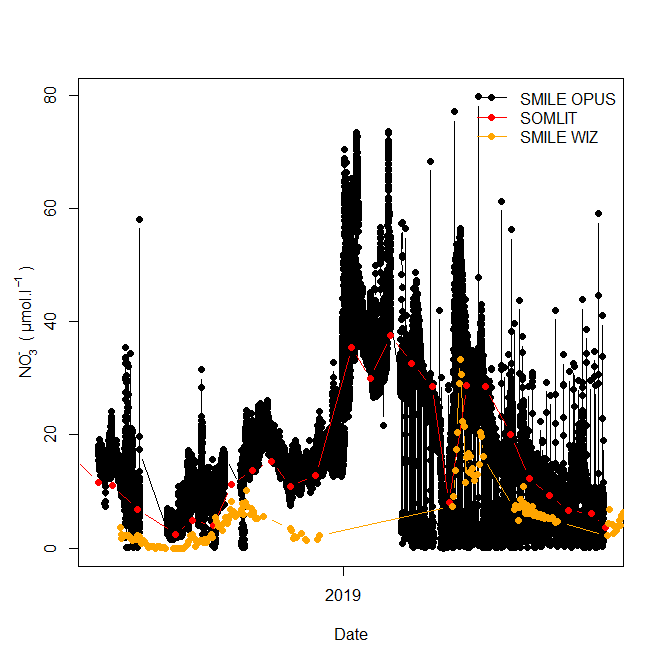 80
60
40
20
0
NO₃⁻ ( µmol.l⁻¹ )
SMILE OPUS
SOMLIT
SMILE WIZ
2019
Date